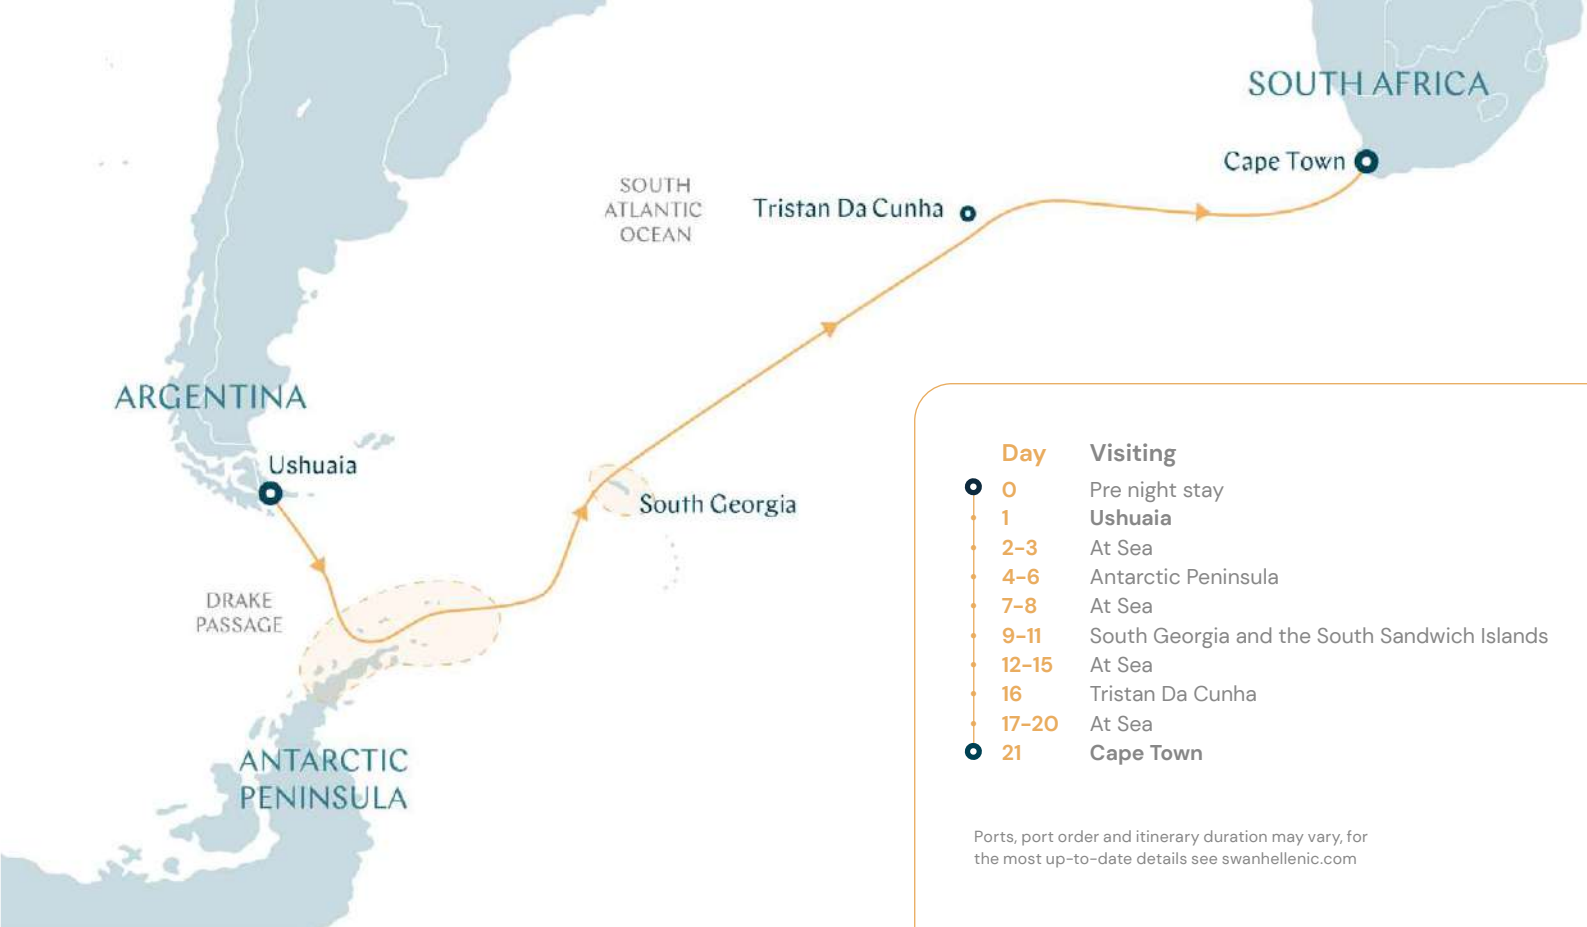 SOUTH AFRICA
Cape Town
SOUTH
ATLANTIC
OCEAN
Tristan Da Cunha
ARGENTINA
Ushuaia
South Georgia
DRAKE
PASSAGE
ANTARCTIC
PENINSULA
Day Visiting
0 Pre night stay
1 Ushuaia
2-3 At Sea
4-6 Antarctic Peninsula
7-8 At Sea
9-11 South Georgia and the South Sandwich Islands
12-15 At Sea
16 Tristan Da Cunha
17-20 At Sea
21 Cape Town
Ports, port order and itinerary duration may vary, for
the most up-to-date details see swanhellenic.com